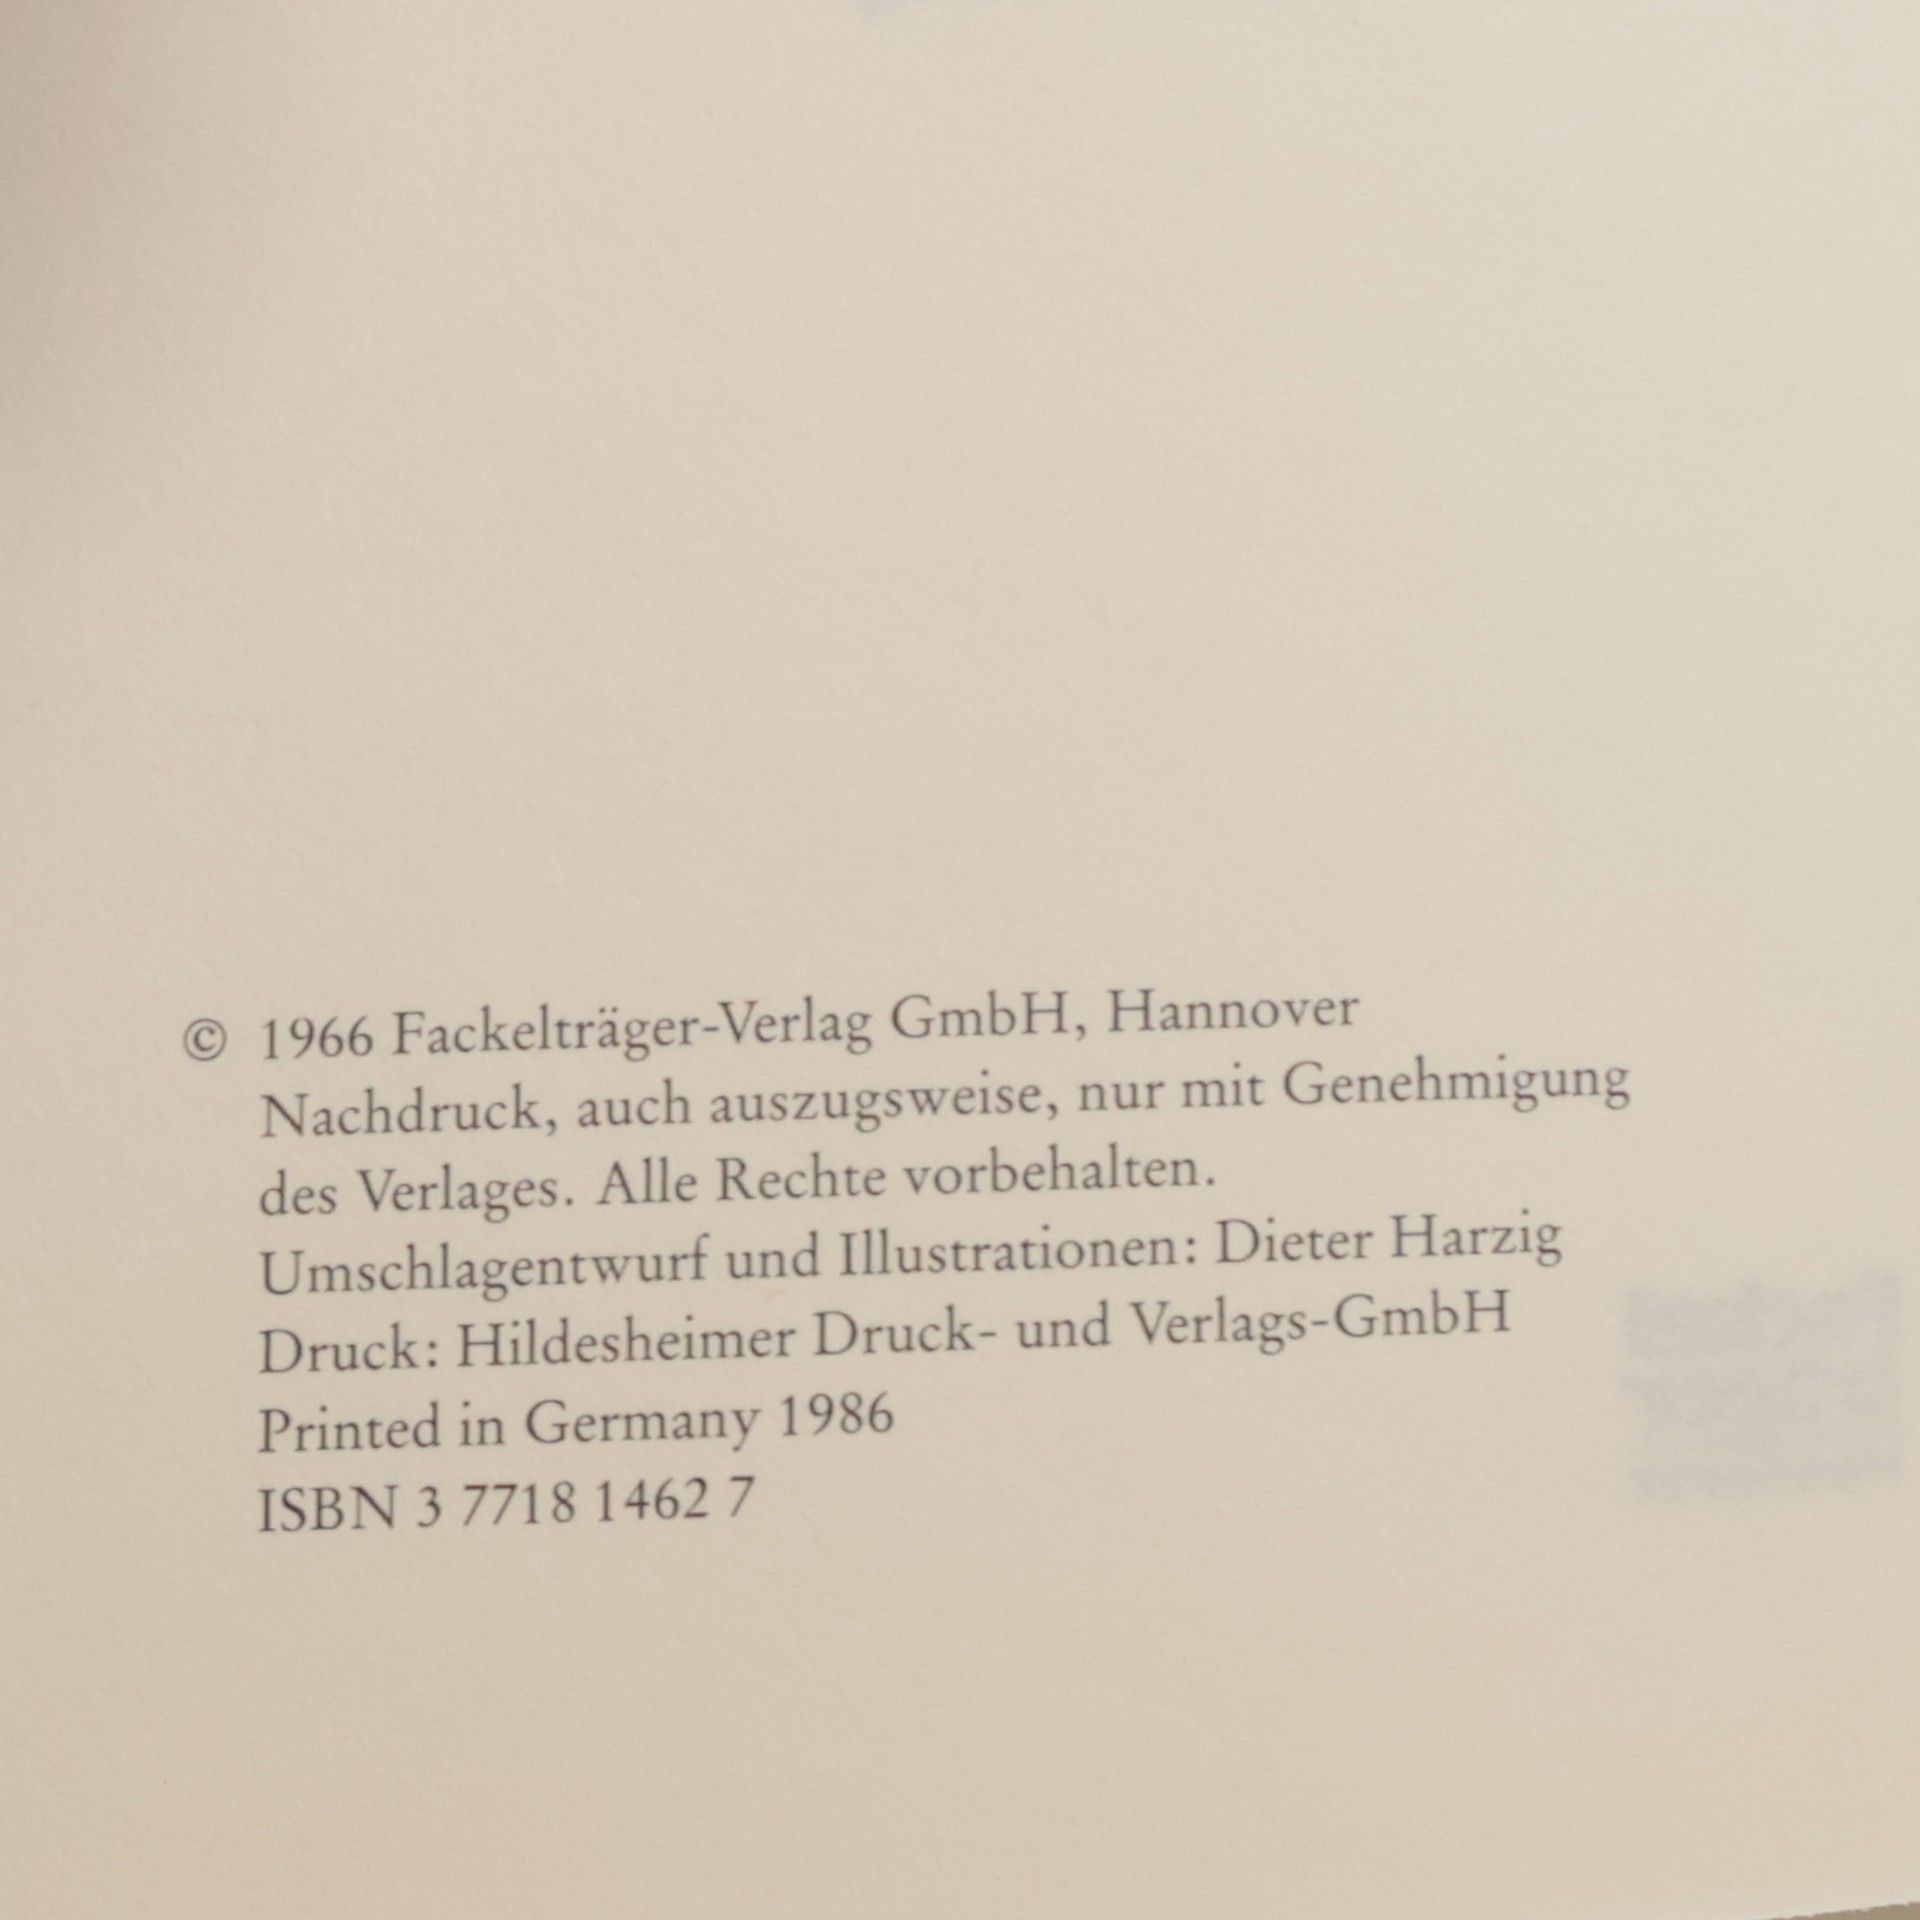 © 1966 Fackelträger-Verlag GmbH, Hannover
Nachdruck, auch auszugsweise, nur mit Genehmigung
des Verlages. Alle Rechte vorbehalten.
Umschlagentwurf und Illustrationen: Dieter Harzig
Druck: Hildesheimer Druck- und Verlags-GmbH
Printed in Germany 1986
ISBN 3 7718 1462 7